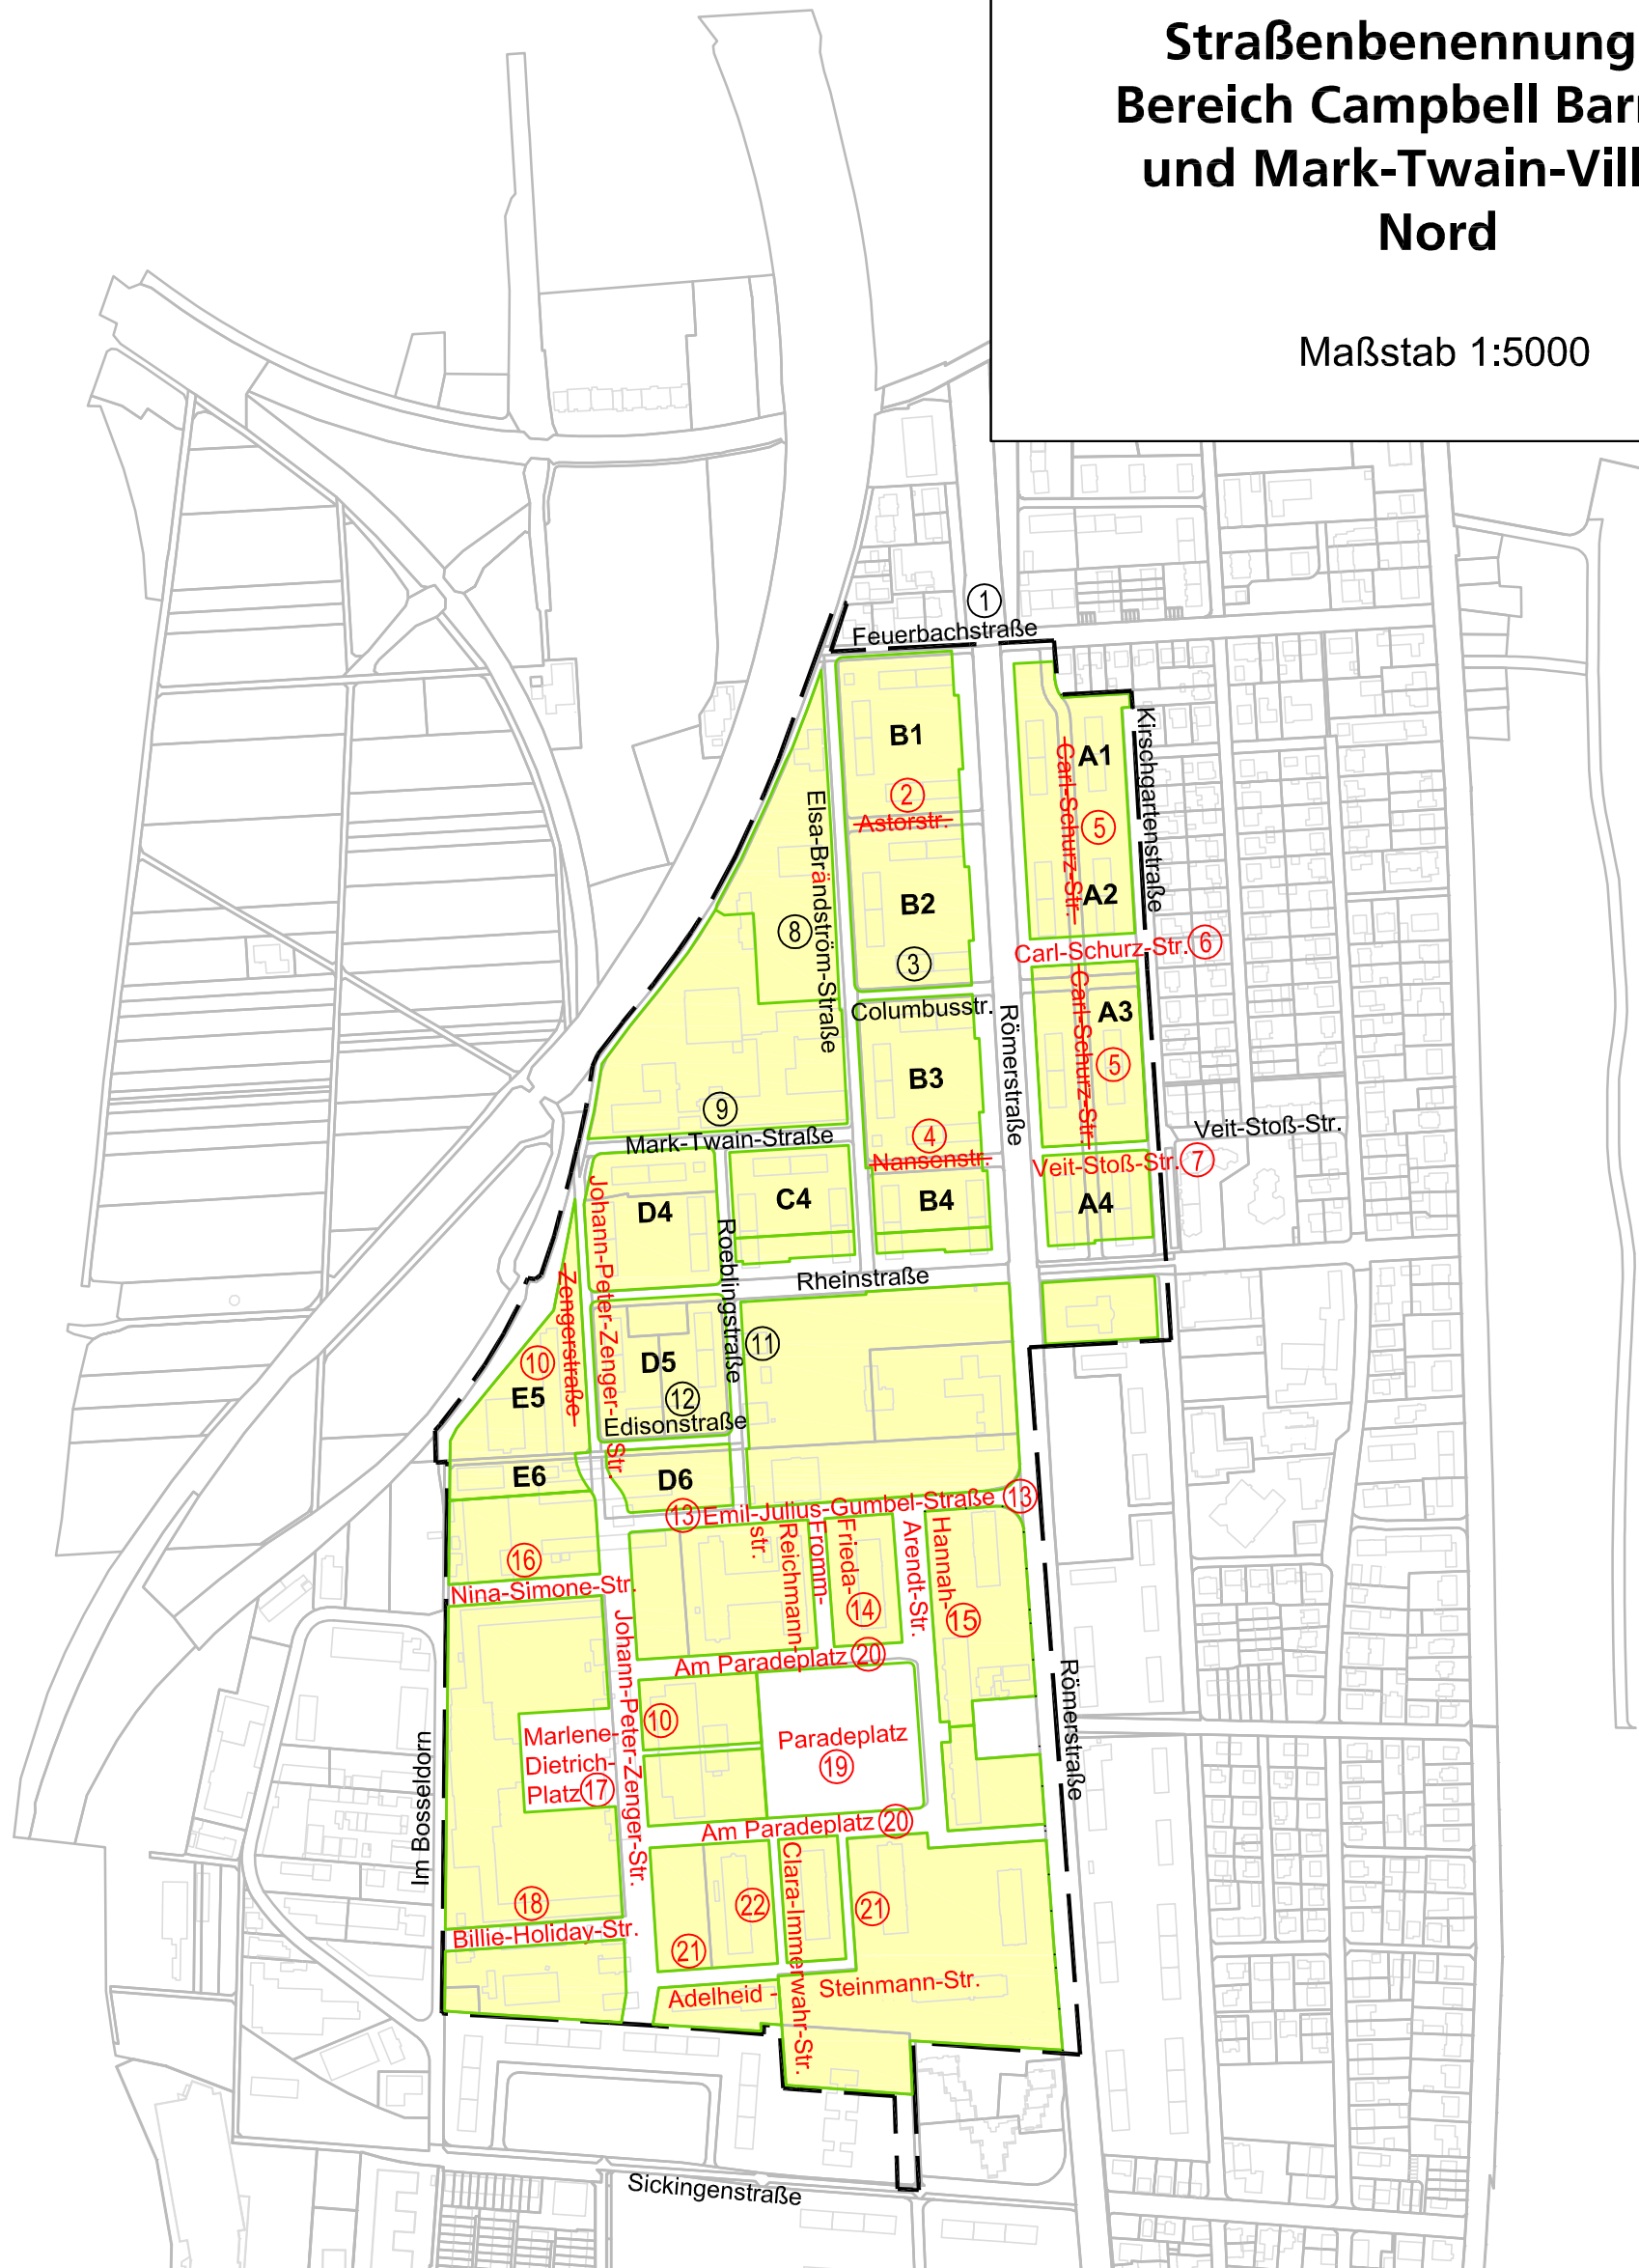 Straßenbenennung
Bereich Campbell Barr
und Mark-Twain-Vill
Nord
Maßstab 1:5000
1
Feuerbachstraße
Kirschgartenstraße
B1
A1
Carl-Schurz-Str.
2
5
Astorstr.
Elsa-Brändström-Straße
A2
B2
8
3
Carl-Schurz-Str. 6
Columbusstr.
Römerstraße
A3
Carl-Schurz-Str.
5
B3
9
4
Mark-Twain-Straße
Veit-Stoß-Str.
Nansenstr.
Veit-Stoß-Str. 7
Johann-Peter-Zenger-
Str.
D4
C4
B4
A4
Roeblingstraße
Rheinstraße
Zengerstraße
10
D5
11
E5
12
Edisonstraße
E6
D6
13 Emil-Julius-Gumbel-Straße 13
Frieda-
Fromm-
Reichmann-
str.
Hannah-
Arendt-Str.
16
14
15
Nina-Simone-Str.
Johann-Peter-Zenger-Str.
Am Paradeplatz 20
Römerstraße
10
Marlene-
Dietrich-
Platz 17
Paradeplatz
19
Im Bosseldorn
Am Paradeplatz 20
Clara-Immerwahr-Str.
18
22
21
Billie-Holiday-Str.
21
Adelheid - Steinmann-Str.
Sickingenstraße